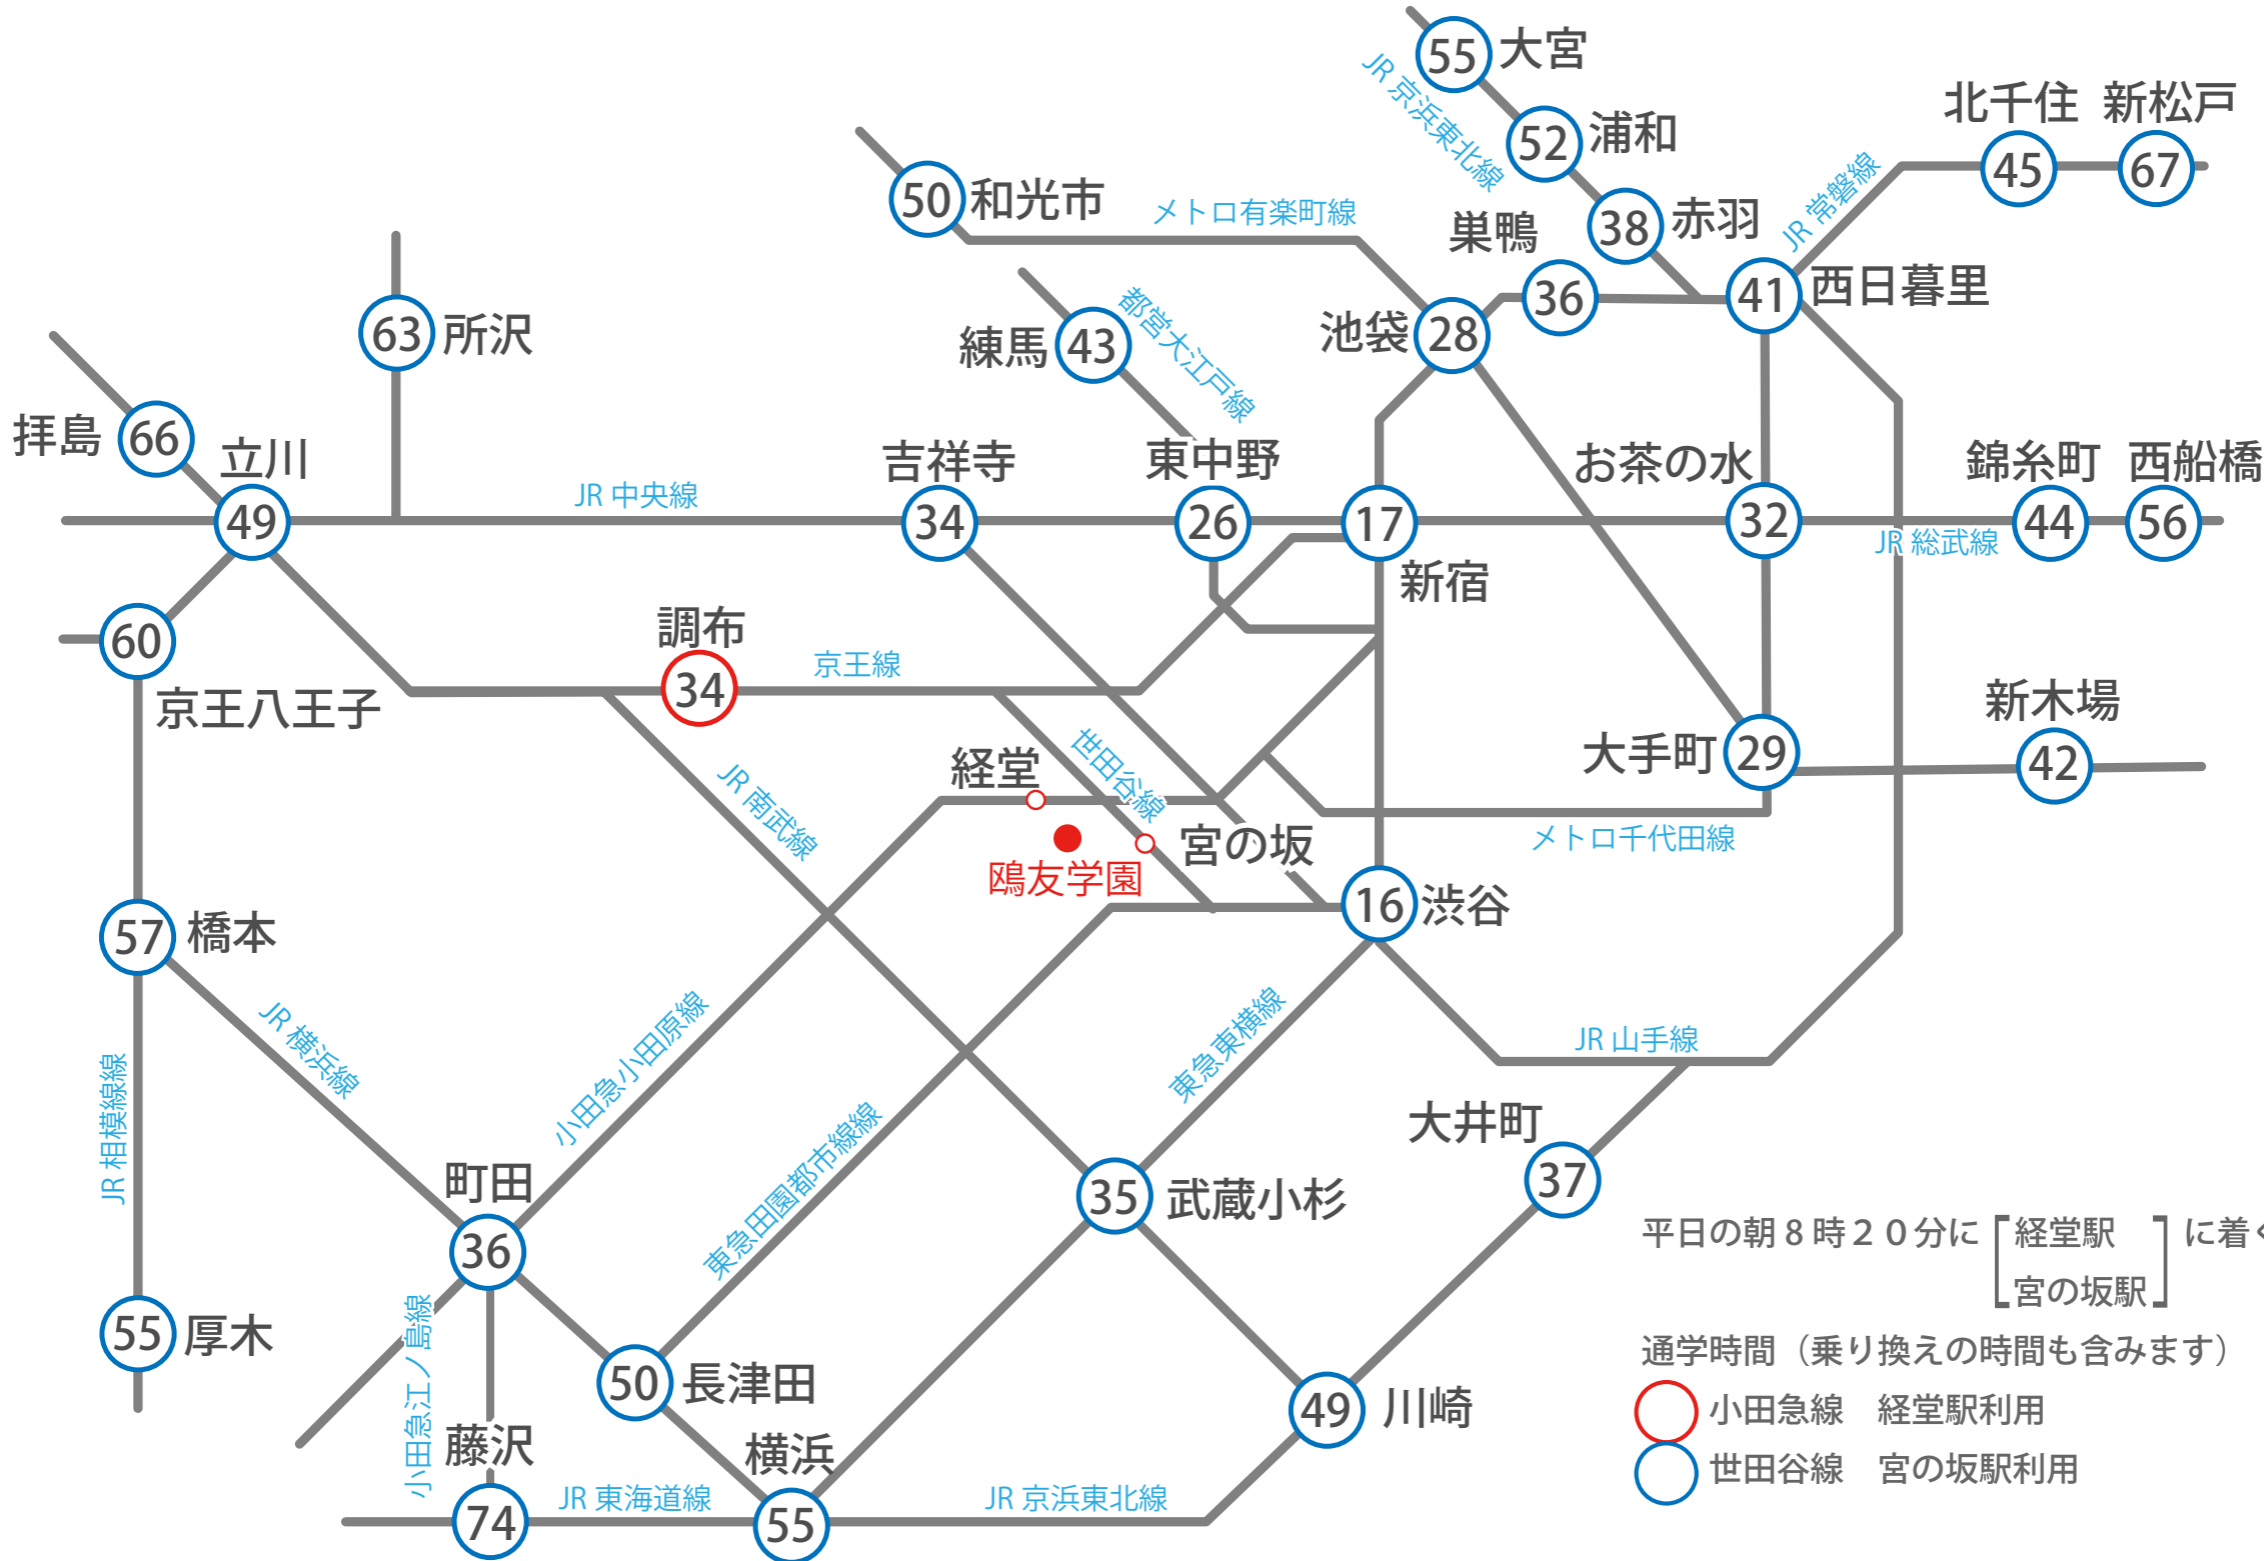 55 大宮
JR 京浜東北線
52 浦和
北千住 新松戸
45 67
50 和光市
メトロ有楽町線
38 赤羽
巣鴨
JR 常磐線
36
41 西日暮里
63 所沢
都営大江戸線
練馬 43
池袋 28
拝島 66
立川
49
JR 中央線
吉祥寺
34
東中野
26
17
新宿
お茶の水
32
JR 総武線
錦糸町 西船橋
44 56
60
京王八王子
調布
34
京王線
世田谷線
経堂
JR 南武線
鴎友学園
宮の坂
大手町 29
新木場
42
メトロ千代田線
16 渋谷
57 橋本
JR 横浜線
JR 相模線線
小田急小田原線
東急東横線
東急田園都市線線
JR 山手線
大井町
37
町田
36
35 武蔵小杉
55 厚木
小田急江ノ島線
50 長津田
49 川崎
藤沢
74
JR 東海道線
横浜
55
JR 京浜東北線
平日の朝８時２０分に [経堂駅 宮の坂駅] に着く
通学時間（乗り換えの時間も含みます）
小田急線　経堂駅利用
世田谷線　宮の坂駅利用